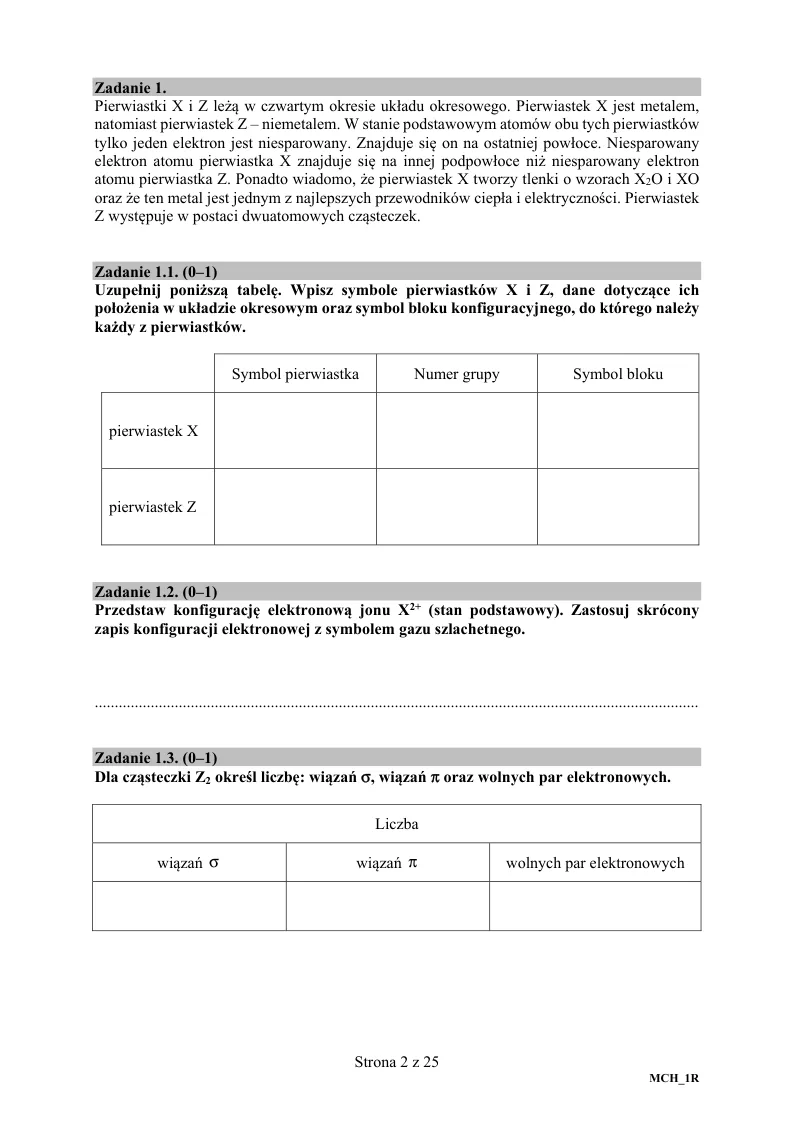 Zadanie 1.
Pierwiastki X i Z leżą w czwartym okresie układu okresowego. Pierwiastek X jest metalem,
natomiast pierwiastek Z – niemetalem. W stanie podstawowym atomów obu tych pierwiastków
tylko jeden elektron jest niesparowany. Znajduje się on na ostatniej powłoce. Niesparowany
elektron atomu pierwiastka X znajduje się na innej podpowłoce niż niesparowany elektron
atomu pierwiastka Z. Ponadto wiadomo, że pierwiastek X tworzy tlenki o wzorach X₂O i XO
oraz że ten metal jest jednym z najlepszych przewodników ciepła i elektryczności. Pierwiastek
Z występuje w postaci dwuatomowych cząsteczek.
Zadanie 1.1. (0–1)
Uzupełnij poniższą tabelę. Wpisz symbole pierwiastków X i Z, dane dotyczące ich
położenia w układzie okresowym oraz symbol bloku konfiguracyjnego, do którego należy
każdy z pierwiastków.
Symbol pierwiastka Numer grupy Symbol bloku
pierwiastek X
pierwiastek Z
Zadanie 1.2. (0–1)
Przedstaw konfigurację elektronową jonu X²⁺ (stan podstawowy). Zastosuj skrócony
zapis konfiguracji elektronowej z symbolem gazu szlachetnego.
.......................................................................................................................................................
Zadanie 1.3. (0–1)
Dla cząsteczki Z₂ określ liczbę: wiązań σ, wiązań π oraz wolnych par elektronowych.
Liczba
wiązań σ wiązań π wolnych par elektronowych
Strona 2 z 25
MCH_1R